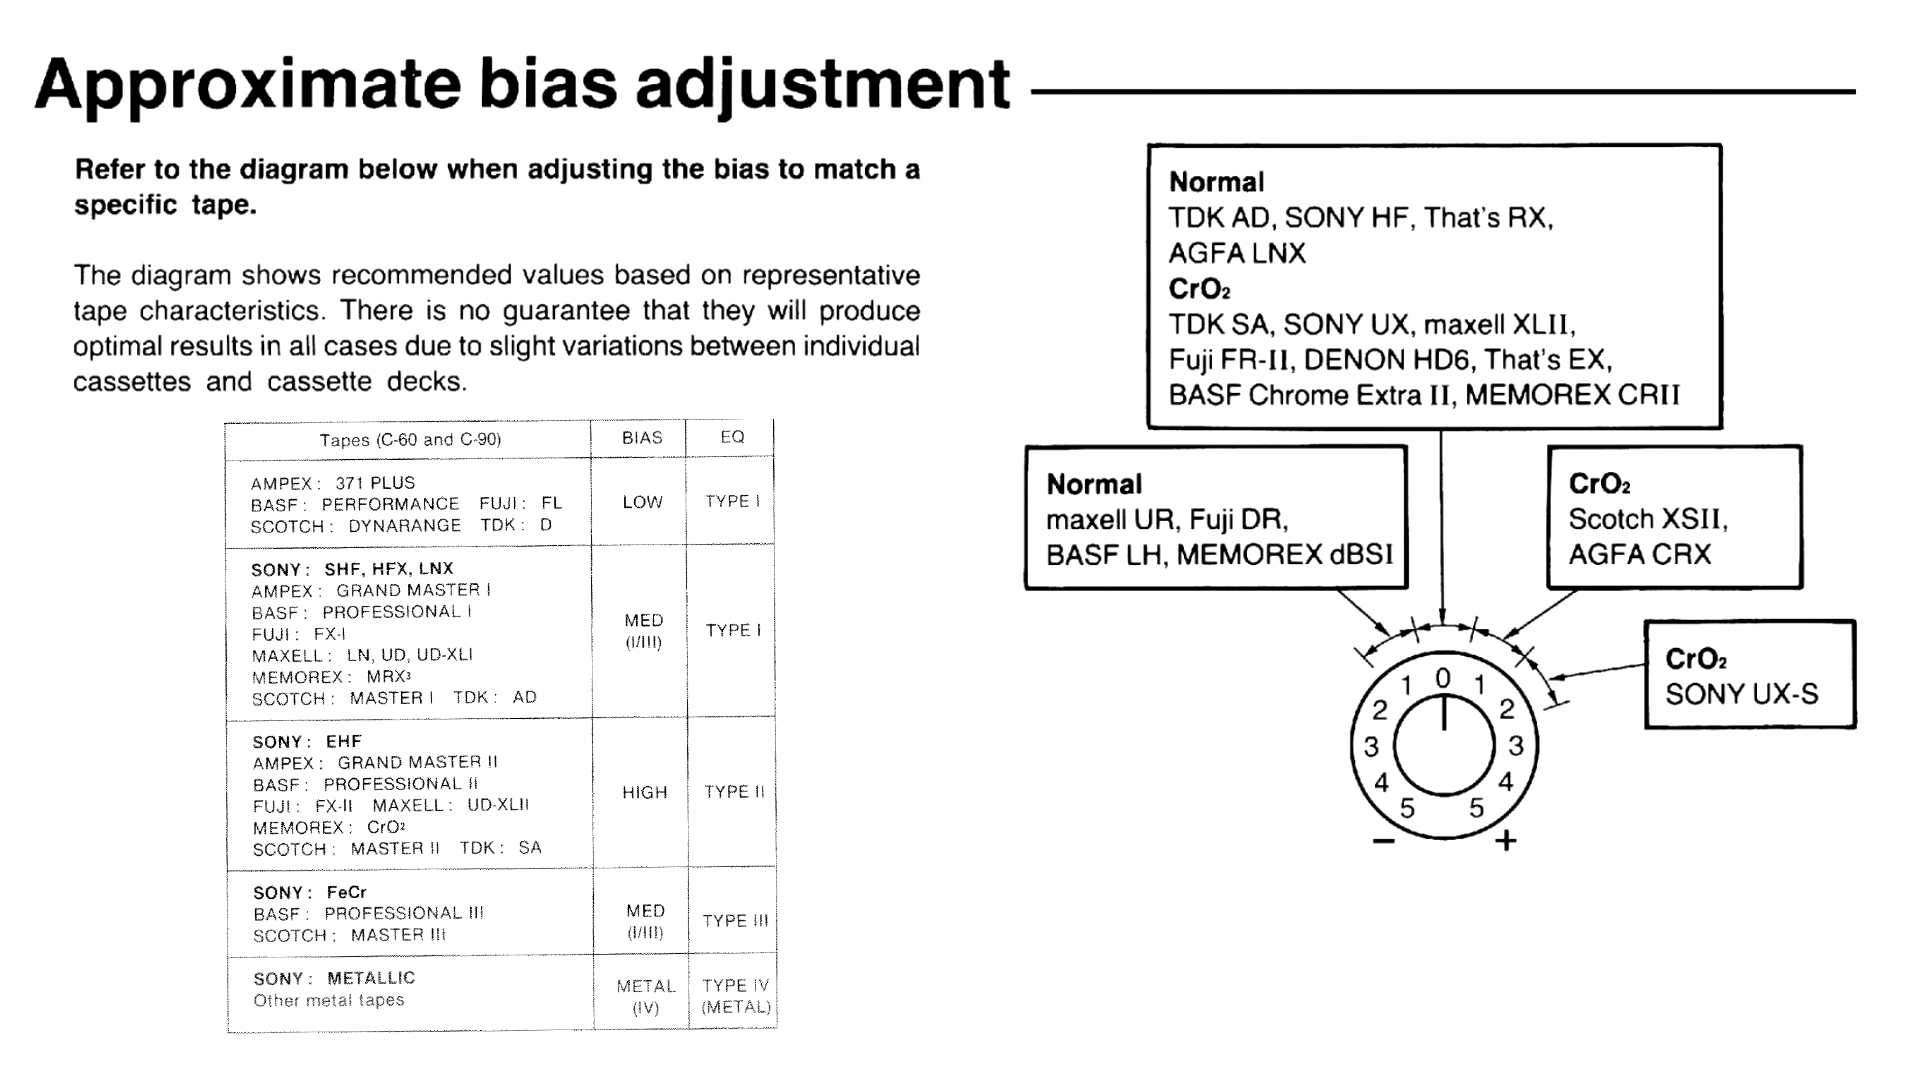 Approximate bias adjustment
Refer to the diagram below when adjusting the bias to match a
specific tape.
The diagram shows recommended values based on representative
tape characteristics. There is no guarantee that they will produce
optimal results in all cases due to slight variations between individual
cassettes and cassette decks.
Tapes (C-60 and C-90) BIAS EQ
AMPEX: 371 PLUS
BASF: PERFORMANCE FUJI: FL
SCOTCH: DYNARANGE TDK: D
LOW
TYPE I
SONY: SHF, HFX, LNX
AMPEX: GRAND MASTER I
BASF: PROFESSIONAL I
FUJI: FX-I
MAXELL: LN, UD, UD-XLI
MEMOREX: MRX³
SCOTCH: MASTER I TDK: AD
MED
(I/III)
TYPE I
SONY: EHF
AMPEX: GRAND MASTER II
BASF: PROFESSIONAL II
FUJI: FX-II MAXELL: UD-XLII
MEMOREX: CrO²
SCOTCH: MASTER II TDK: SA
HIGH
TYPE II
SONY: FeCr
BASF: PROFESSIONAL III
SCOTCH: MASTER III
MED
(I/III)
TYPE III
SONY: METALLIC
Other metal tapes
METAL
(IV)
TYPE IV
(METAL)
Normal
TDK AD, SONY HF, That's RX,
AGFA LNX
CrO₂
TDK SA, SONY UX, maxell XLII,
Fuji FR-II, DENON HD6, That's EX,
BASF Chrome Extra II, MEMOREX CRII
Normal
maxell UR, Fuji DR,
BASF LH, MEMOREX dBSI
CrO₂
Scotch XSII,
AGFA CRX
CrO₂
SONY UX-S
1 0 1
2 2
3 3
4 4
5 5
− +